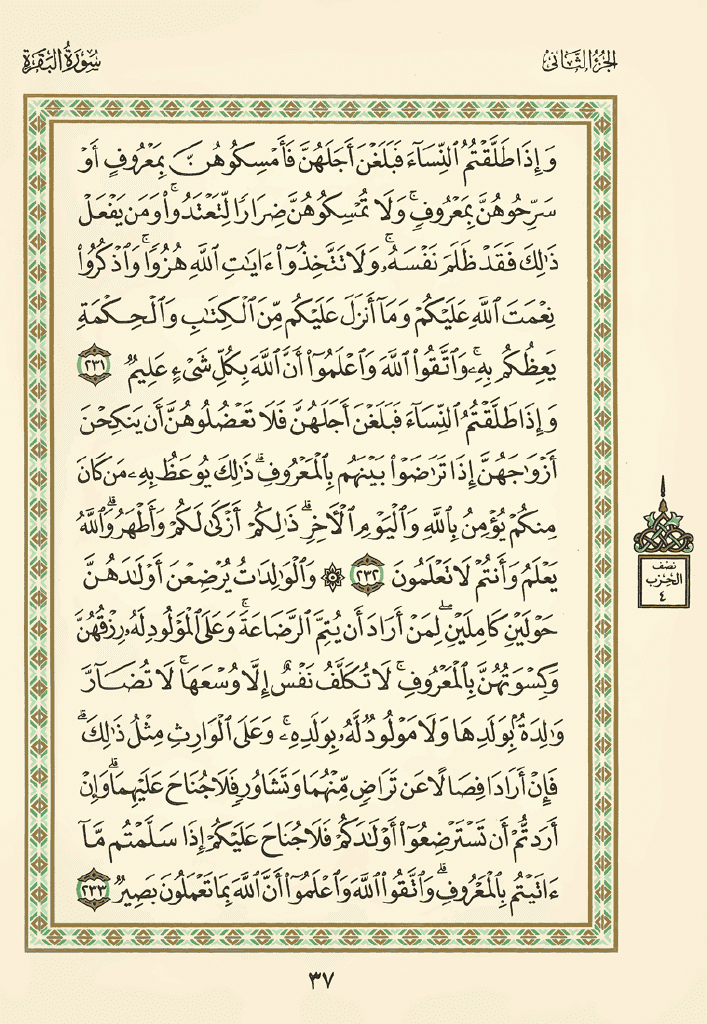 الجزء الثاني
سورة البقرة
وَإِذَا طَلَّقْتُمُ ٱلنِّسَآءَ فَبَلَغْنَ أَجَلَهُنَّ فَأَمْسِكُوهُنَّ بِمَعْرُوفٍ أَوْ
سَرِّحُوهُنَّ بِمَعْرُوفٍ ۚ وَلَا تُمْسِكُوهُنَّ ضِرَارًا لِّتَعْتَدُوا۟ ۚ وَمَن يَفْعَلْ
ذَٰلِكَ فَقَدْ ظَلَمَ نَفْسَهُۥ ۚ وَلَا تَتَّخِذُوٓا۟ ءَايَٰتِ ٱللَّهِ هُزُوًا ۚ وَٱذْكُرُوا۟
نِعْمَتَ ٱللَّهِ عَلَيْكُمْ وَمَآ أَنزَلَ عَلَيْكُم مِّنَ ٱلْكِتَٰبِ وَٱلْحِكْمَةِ
يَعِظُكُم بِهِۦ ۚ وَٱتَّقُوا۟ ٱللَّهَ وَٱعْلَمُوٓا۟ أَنَّ ٱللَّهَ بِكُلِّ شَىْءٍ عَلِيمٌ ٢٣١
وَإِذَا طَلَّقْتُمُ ٱلنِّسَآءَ فَبَلَغْنَ أَجَلَهُنَّ فَلَا تَعْضُلُوهُنَّ أَن يَنكِحْنَ
أَزْوَٰجَهُنَّ إِذَا تَرَٰضَوْا۟ بَيْنَهُم بِٱلْمَعْرُوفِ ۗ ذَٰلِكَ يُوعَظُ بِهِۦ مَن كَانَ
مِنكُمْ يُؤْمِنُ بِٱللَّهِ وَٱلْيَوْمِ ٱلْءَاخِرِ ۗ ذَٰلِكُمْ أَزْكَىٰ لَكُمْ وَأَطْهَرُ ۗ وَٱللَّهُ
يَعْلَمُ وَأَنتُمْ لَا تَعْلَمُونَ ٢٣٢ ۞ وَٱلْوَٰلِدَٰتُ يُرْضِعْنَ أَوْلَٰدَهُنَّ
حَوْلَيْنِ كَامِلَيْنِ ۖ لِمَنْ أَرَادَ أَن يُتِمَّ ٱلرَّضَاعَةَ ۚ وَعَلَى ٱلْمَوْلُودِ لَهُۥ رِزْقُهُنَّ
وَكِسْوَتُهُنَّ بِٱلْمَعْرُوفِ ۚ لَا تُكَلَّفُ نَفْسٌ إِلَّا وُسْعَهَا ۚ لَا تُضَآرَّ
وَٰلِدَةٌۢ بِوَلَدِهَا وَلَا مَوْلُودٌ لَّهُۥ بِوَلَدِهِۦ ۚ وَعَلَى ٱلْوَارِثِ مِثْلُ ذَٰلِكَ ۗ
فَإِنْ أَرَادَا فِصَالًا عَن تَرَاضٍ مِّنْهُمَا وَتَشَاوُرٍ فَلَا جُنَاحَ عَلَيْهِمَا ۗ وَإِنْ
أَرَدتُّمْ أَن تَسْتَرْضِعُوٓا۟ أَوْلَٰدَكُمْ فَلَا جُنَاحَ عَلَيْكُمْ إِذَا سَلَّمْتُم مَّآ
ءَاتَيْتُم بِٱلْمَعْرُوفِ ۗ وَٱتَّقُوا۟ ٱللَّهَ وَٱعْلَمُوٓا۟ أَنَّ ٱللَّهَ بِمَا تَعْمَلُونَ بَصِيرٌ ٢٣٣
نصف
الحزب
٤
٣٧